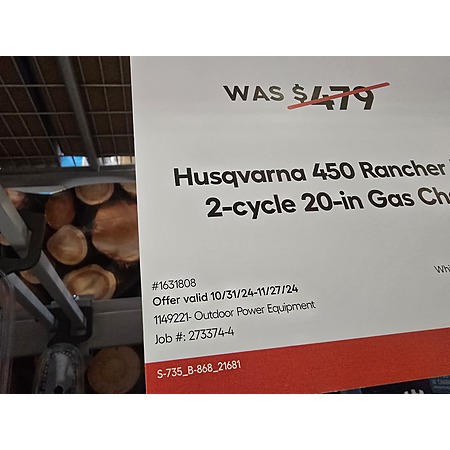 WAS $479
Husqvarna 450 Rancher
2-cycle 20-in Gas
#1631808
Offer valid 10/31/24-11/27/24
1149221- Outdoor Power Equipment
Job #: 273374-4
S-735_B-868_21681